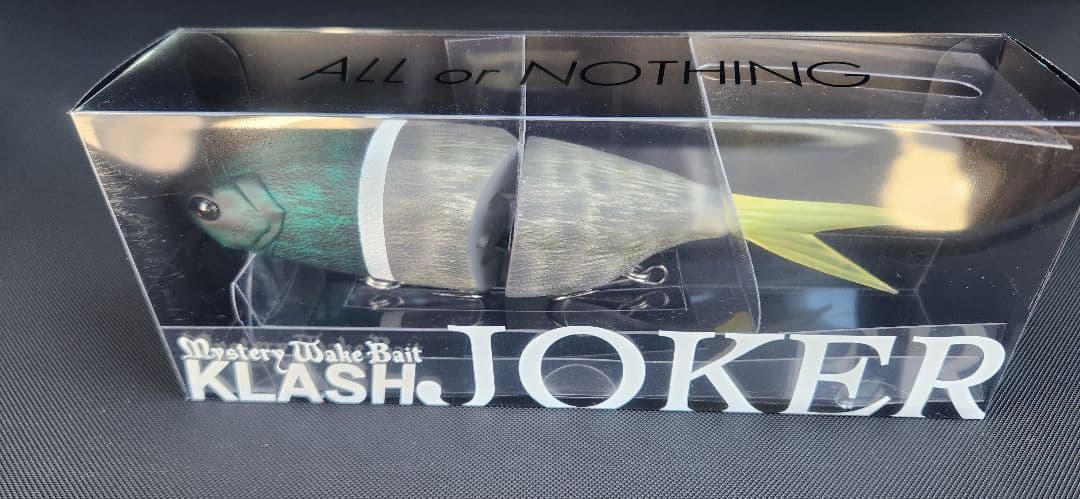 ALL or NOTHING
Mystery Wake Bait
KLASH JOKER